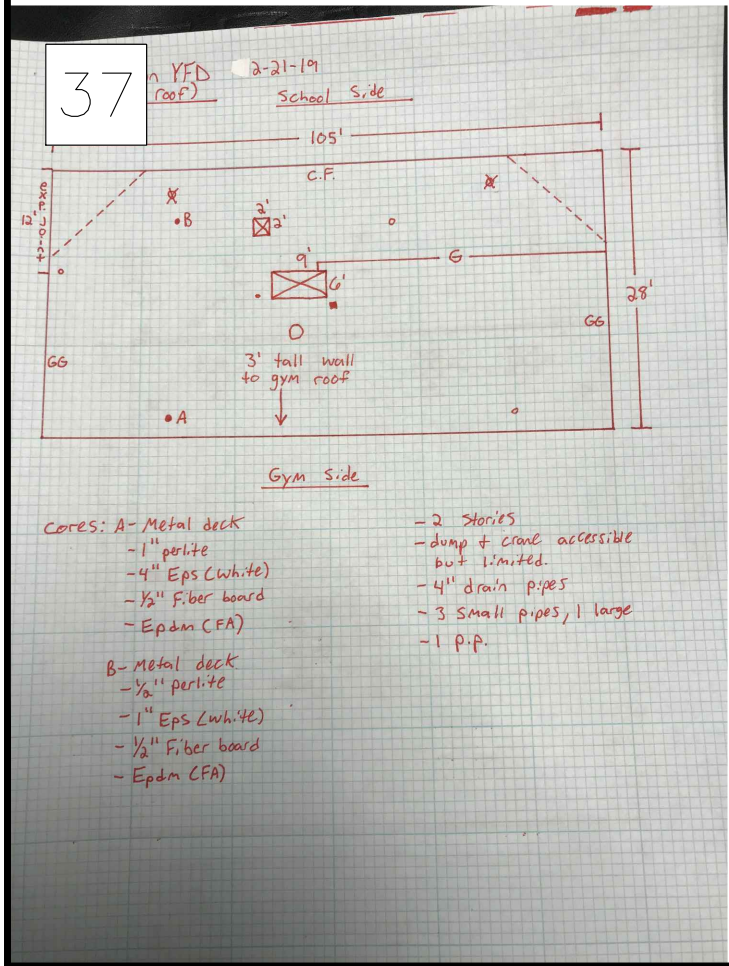 37
n YFD 2-21-19
roof)
School Side
105'
C.F.
12'
B
2'
2'
9'
G
6'
28'
GG
GG
3' tall wall
to gym roof
A
Gym Side
Cores: A- Metal deck
- 1" perlite
- 4" Eps (white)
- 1/2" Fiber board
- Epdm (FA)
B- Metal deck
- 1/2" perlite
- 1" Eps (white)
- 1/2" Fiber board
- Epdm (FA)
- 2 Stories
- dump + crane accessible
but limited.
- 4" drain pipes
- 3 small pipes, 1 large
- 1 p.p.